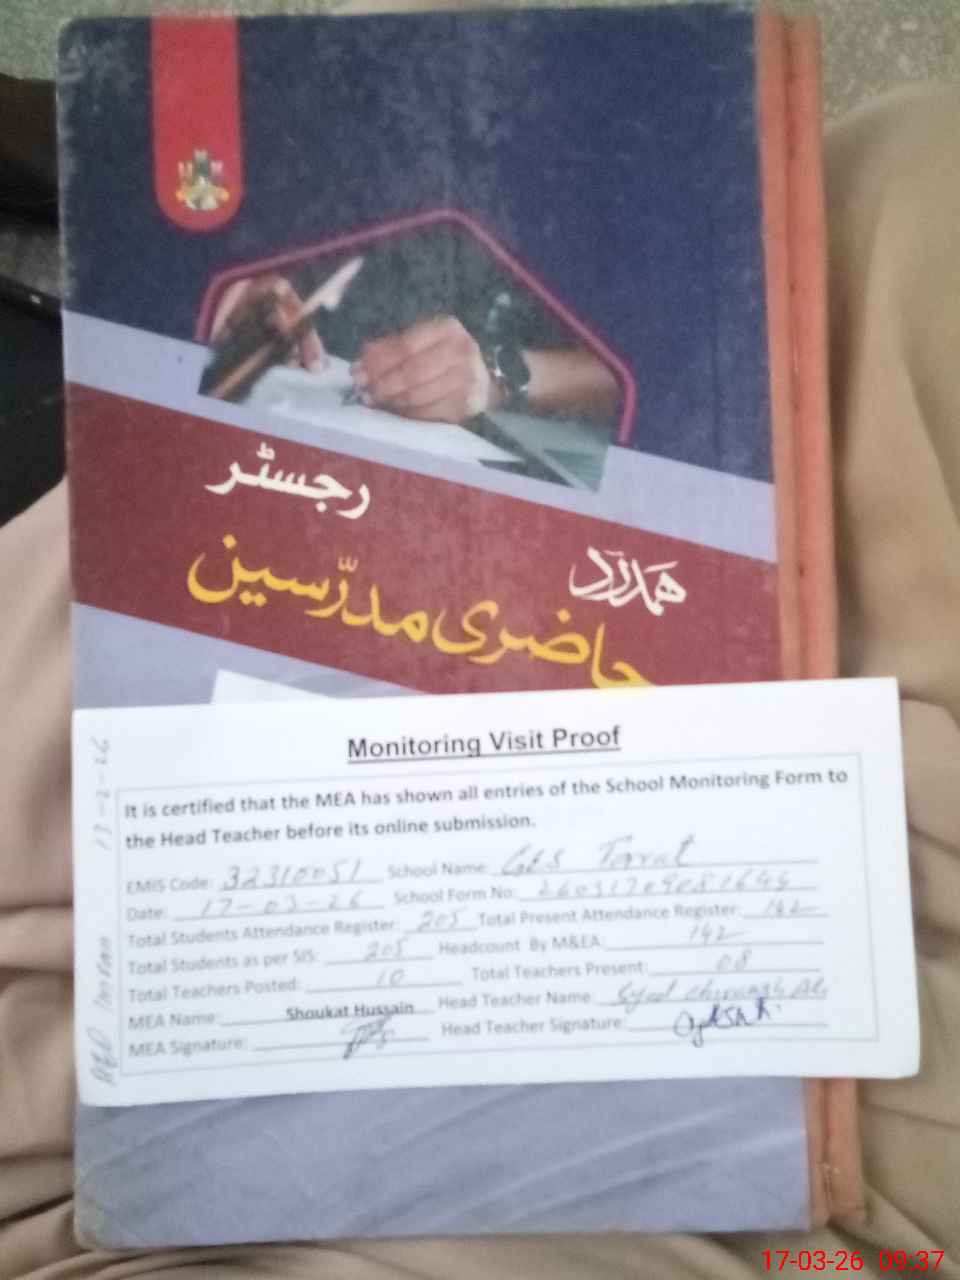 رجسٹر
ہمدرد
حاضری مدرّسین
Monitoring Visit Proof
It is certified that the MEA has shown all entries of the School Monitoring Form to
the Head Teacher before its online submission.
EMIS Code: 32310051 School Name: GES
Date: 17-03-26 School Form No:
Total Students Attendance Register: 205 Total Present Attendance Register: 142
Total Students as per SIS: 205 Headcount By M&EA: 142
Total Teachers Posted: 10 Total Teachers Present: 08
MEA Name: Shoukat Hussain Head Teacher Name: Syed
MEA Signature: Head Teacher Signature:
17-03-26 09:37